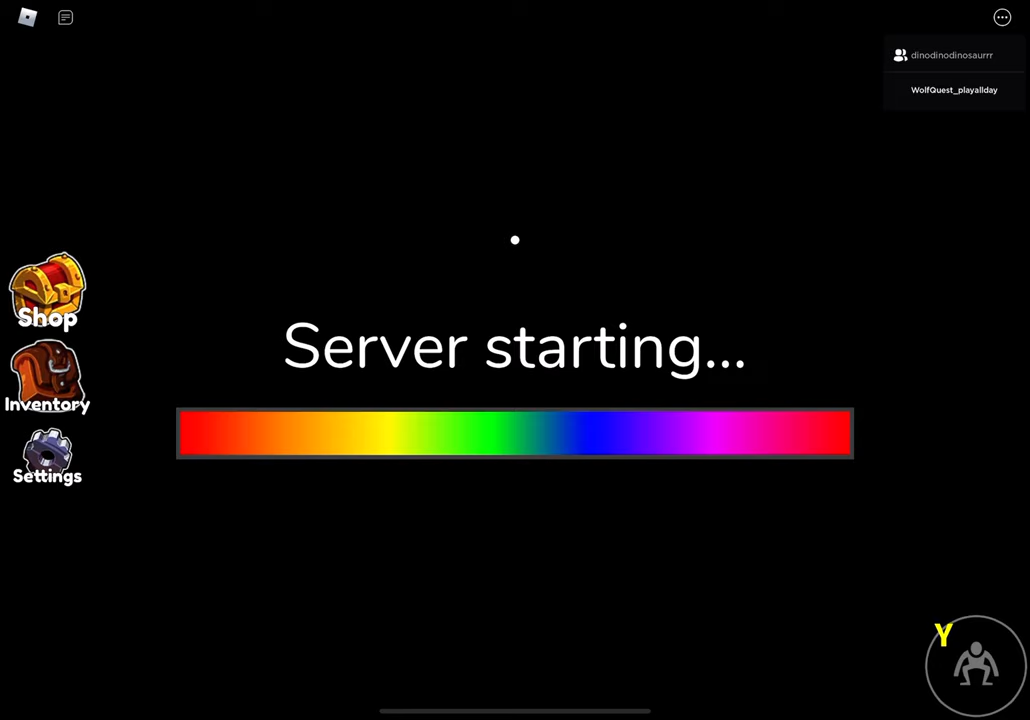 dinodinodinosaurrr
WolfQuest_playallday
Server starting...
Shop
Inventory
Settings
Y